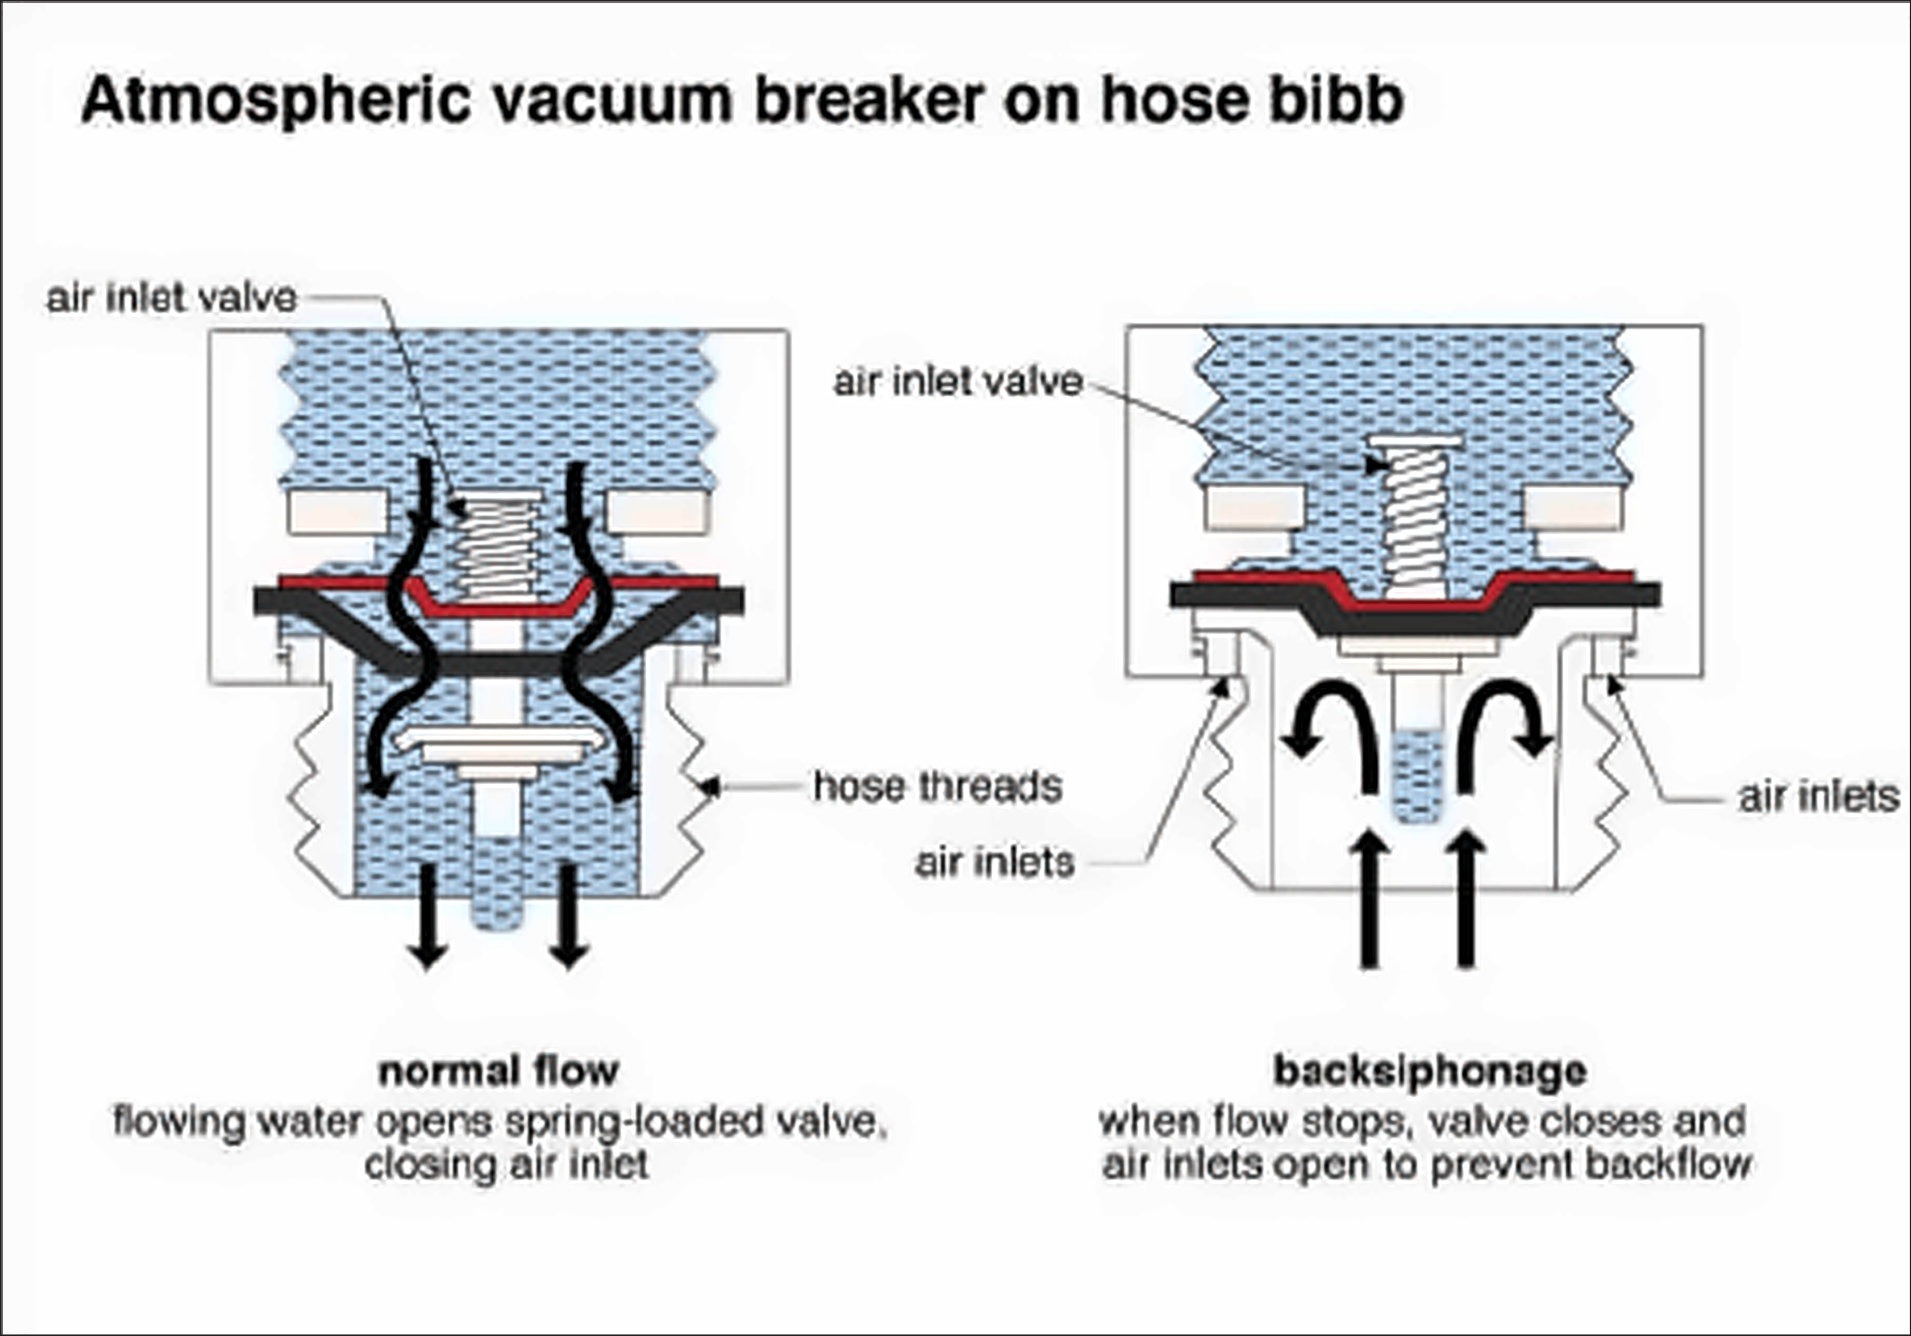 Atmospheric vacuum breaker on hose bibb
air inlet valve
air inlet valve
hose threads
air inlets
air inlets
normal flow
flowing water opens spring-loaded valve,
closing air inlet
backsiphonage
when flow stops, valve closes and
air inlets open to prevent backflow